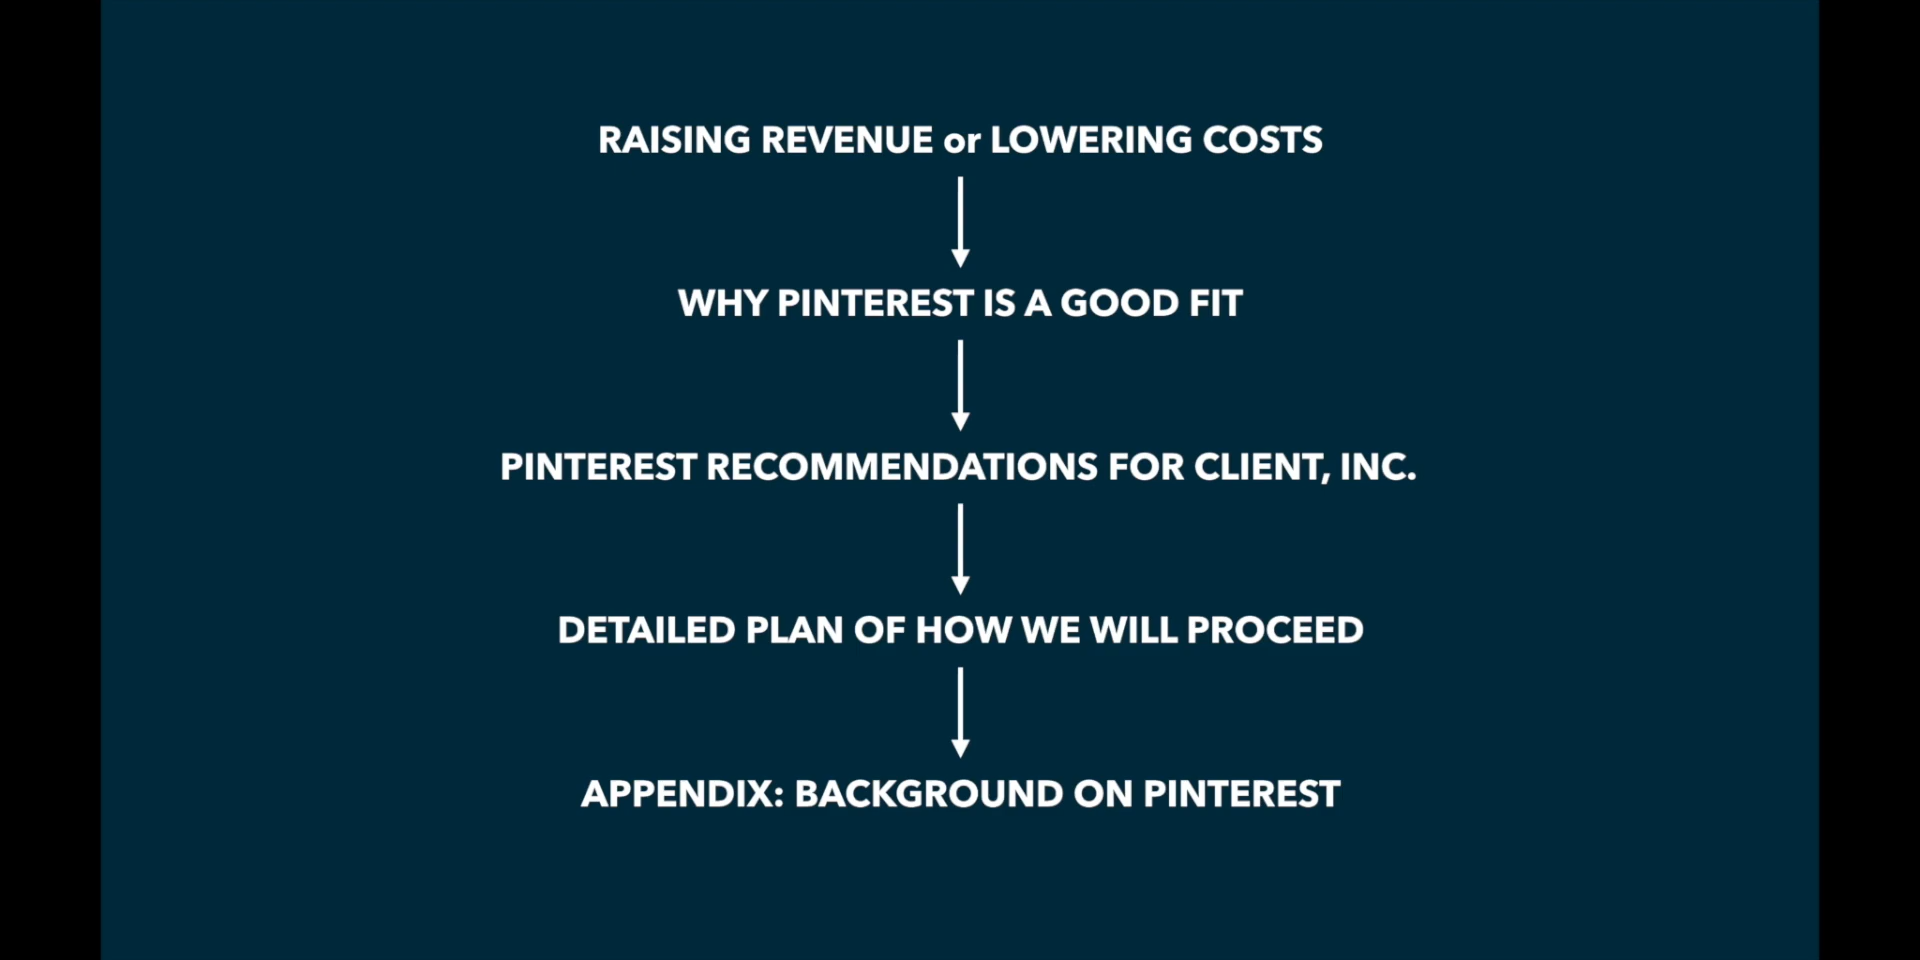 RAISING REVENUE or LOWERING COSTS
WHY PINTEREST IS A GOOD FIT
PINTEREST RECOMMENDATIONS FOR CLIENT, INC.
DETAILED PLAN OF HOW WE WILL PROCEED
APPENDIX: BACKGROUND ON PINTEREST